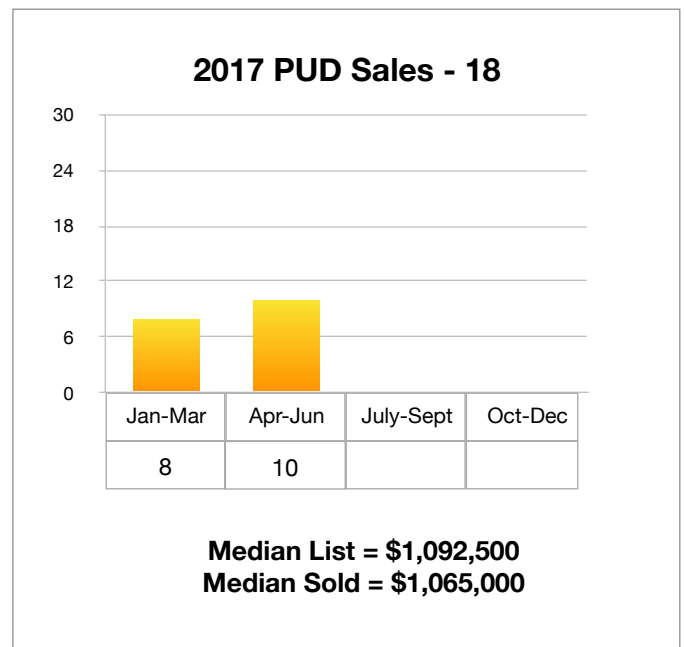 2017 PUD Sales - 18
30
24
18
12
6
0
Jan-Mar Apr-Jun July-Sept Oct-Dec
8 10
Median List = $1,092,500
Median Sold = $1,065,000